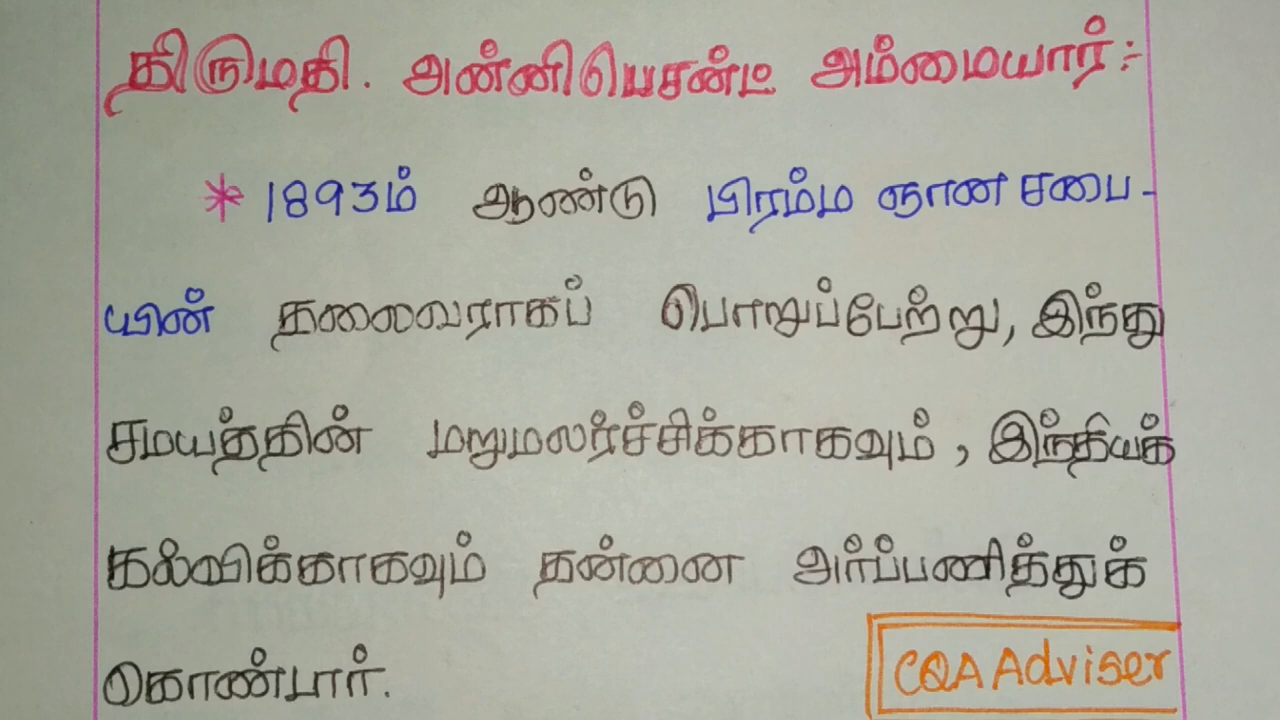 திருமதி. அன்னிபெசன்ட் அம்மையார்:-
* 1893ம் ஆண்டு பிரம்ம ஞான சபை-
யின் தலைவராகப் பொறுப்பேற்று, இந்து
சமயத்தின் மறுமலர்ச்சிக்காகவும், இந்தியக்
கல்விக்காகவும் தன்னை அர்ப்பணித்துக்
கொண்டார்.
CQA Adviser